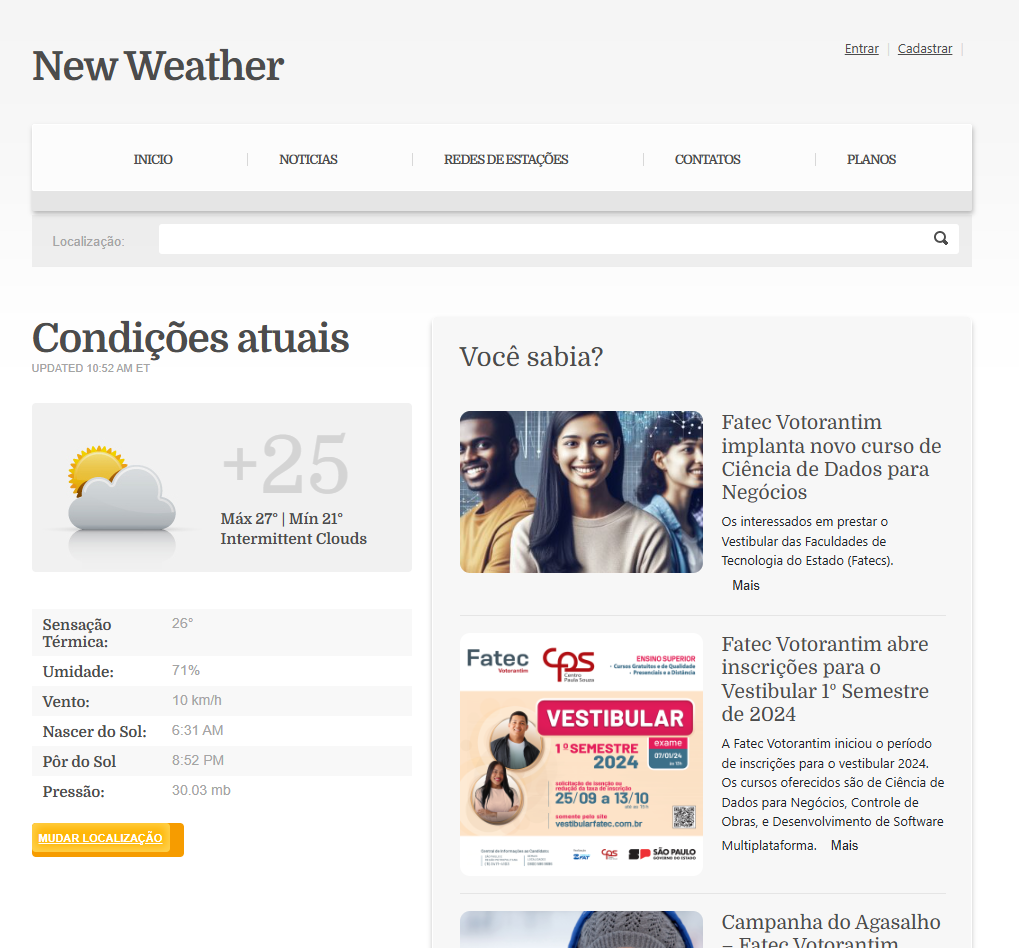 New Weather
Entrar
Cadastrar
INICIO
NOTICIAS
REDES DE ESTAÇÕES
CONTATOS
PLANOS
Localização:
Condições atuais
UPDATED 10:52 AM ET
+25
Máx 27° | Mín 21°
Intermittent Clouds
Sensação
Térmica:
26°
Umidade:
71%
Vento:
10 km/h
Nascer do Sol:
6:31 AM
Pôr do Sol
8:52 PM
Pressão:
30.03 mb
MUDAR LOCALIZAÇÃO
Você sabia?
Fatec Votorantim
implanta novo curso de
Ciência de Dados para
Negócios
Os interessados em prestar o
Vestibular das Faculdades de
Tecnologia do Estado (Fatecs).
Mais
Fatec
Votorantim
CPS
Centro
Paula Souza
ENSINO SUPERIOR
• Cursos Gratuitos e de Qualidade
• Presenciais e a Distância
VESTIBULAR
1º SEMESTRE
2024
exame
07/01/24
solicitação de isenção ou
redução da taxa de inscrição
25/09 a 13/10
somente pelo site
vestibularfatec.com.br
Central de Informações ao Candidato:
FAT
CPS
SÃO PAULO
GOVERNO DO ESTADO
Fatec Votorantim abre
inscrições para o
Vestibular 1º Semestre
de 2024
A Fatec Votorantim iniciou o período
de inscrições para o vestibular 2024.
Os cursos oferecidos são de Ciência de
Dados para Negócios, Controle de
Obras, e Desenvolvimento de Software
Multiplataforma. Mais
Campanha do Agasalho
– Fatec Votorantim